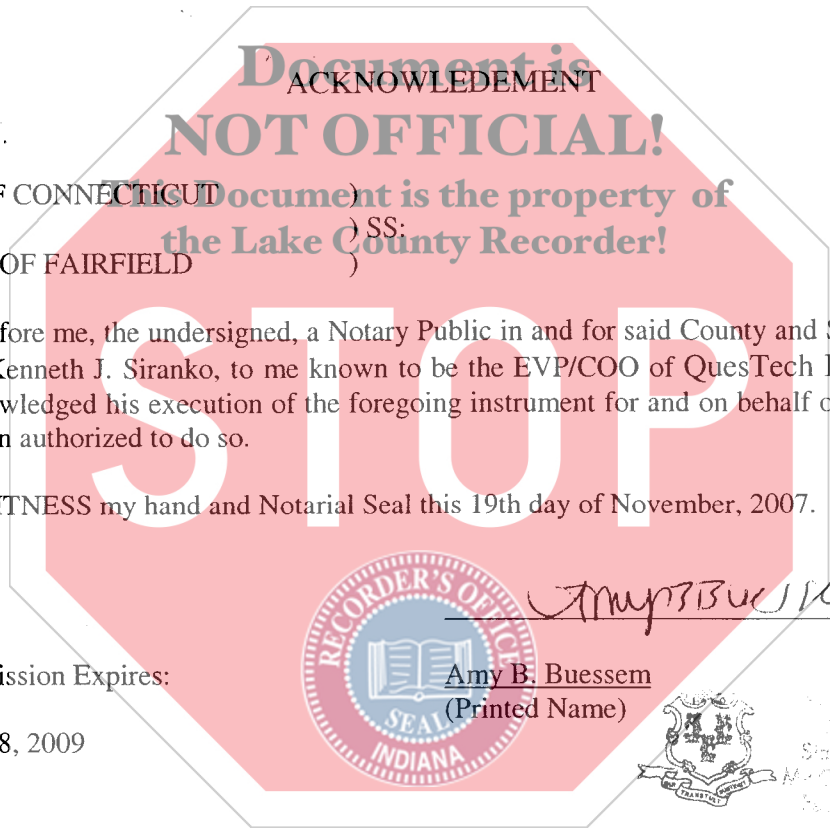 Document is
ACKNOWLEDEMENT
NOT OFFICIAL!
F CONNECTICUT )
This Document is the property of
) SS:
the Lake County Recorder!
OF FAIRFIELD )
STOP
fore me, the undersigned, a Notary Public in and for said County and S
Kenneth J. Siranko, to me known to be the EVP/COO of QuesTech
wledged his execution of the foregoing instrument for and on behalf o
n authorized to do so.
ITNESS my hand and Notarial Seal this 19th day of November, 2007.
RECORDER'S OFFICE
SEAL
INDIANA
ission Expires:
Amy B. Buessem
(Printed Name)
8, 2009